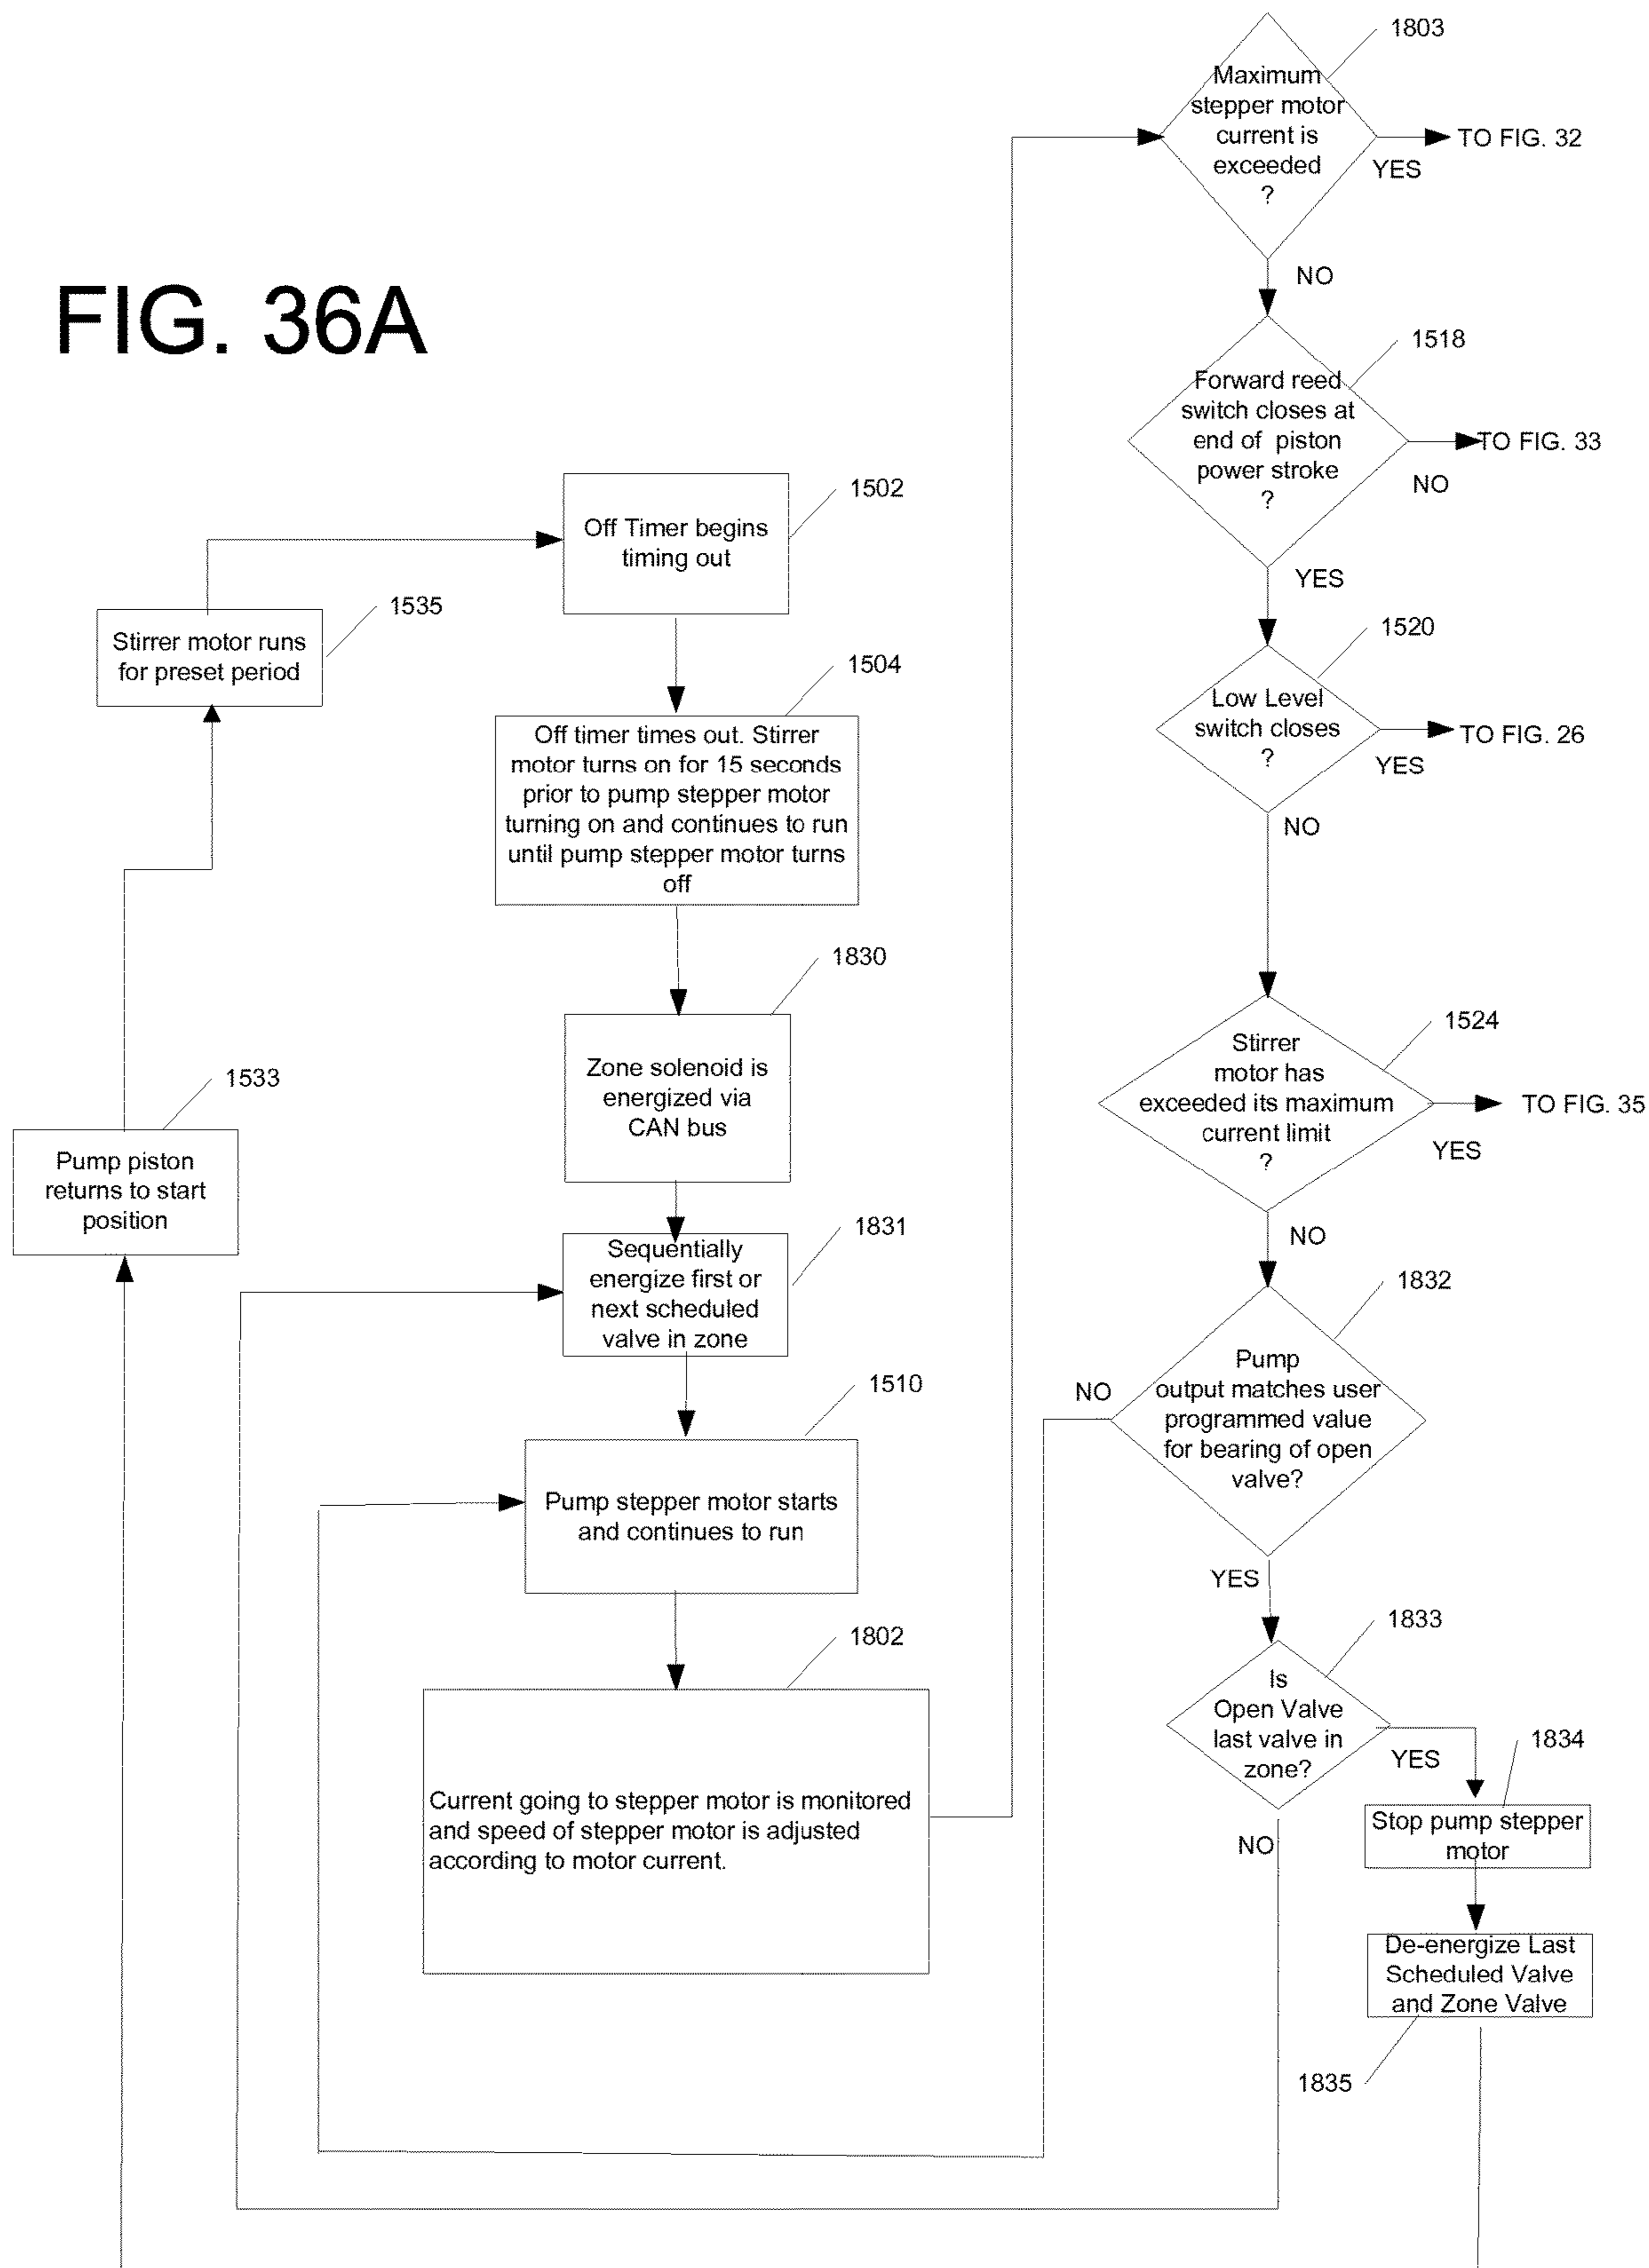 FIG. 36A
1502
Off Timer begins
timing out
1535
Stirrer motor runs
for preset period
1504
Off timer times out. Stirrer
motor turns on for 15 seconds
prior to pump stepper motor
turning on and continues to run
until pump stepper motor turns
off
1830
Zone solenoid is
energized via
CAN bus
1533
Pump piston
returns to start
position
1831
Sequentially
energize first or
next scheduled
valve in zone
1510
Pump stepper motor starts
and continues to run
1802
Current going to stepper motor is monitored
and speed of stepper motor is adjusted
according to motor current.
1803
Maximum
stepper motor
current is
exceeded
?
TO FIG. 32
YES
NO
1518
Forward reed
switch closes at
end of piston
power stroke
?
TO FIG. 33
NO
YES
1520
Low Level
switch closes
?
TO FIG. 26
YES
NO
1524
Stirrer
motor has
exceeded its maximum
current limit
?
TO FIG. 35
YES
NO
1832
Pump
output matches user
programmed value
for bearing of open
valve?
NO
YES
1833
Is
Open Valve
last valve in
zone?
YES
NO
1834
Stop pump stepper
motor
De-energize Last
Scheduled Valve
and Zone Valve
1835